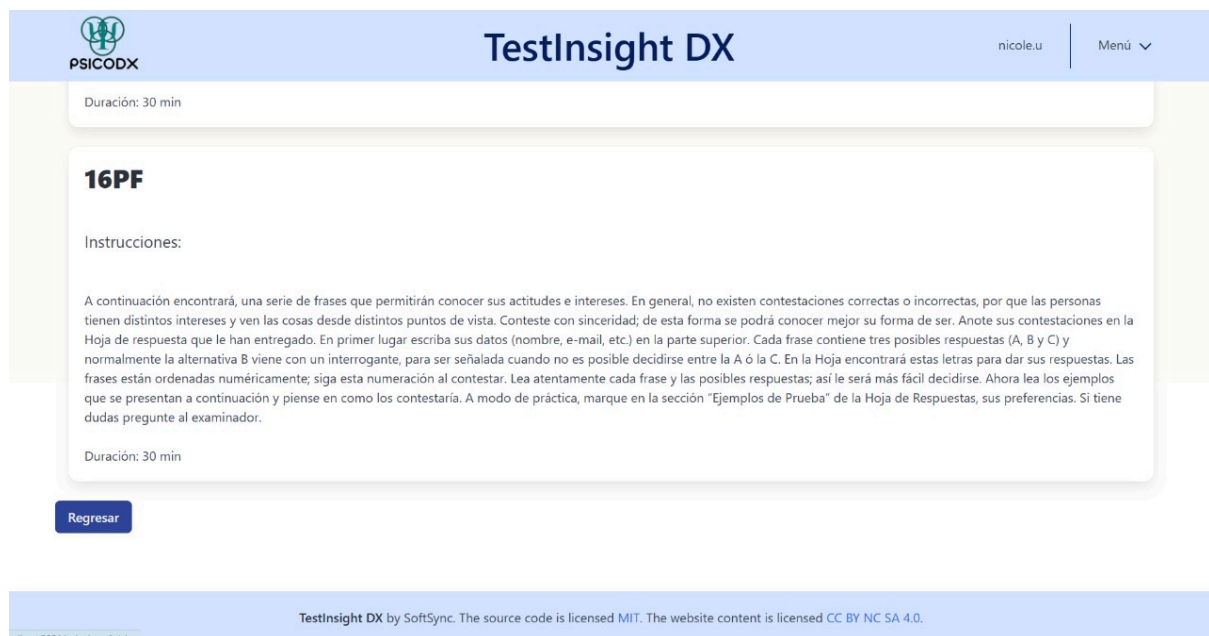 PSICODX
TestInsight DX
nicole.u
Menú
Duración: 30 min
16PF
Instrucciones:
A continuación encontrará, una serie de frases que permitirán conocer sus actitudes e intereses. En general, no existen contestaciones correctas o incorrectas, por que las personas
tienen distintos intereses y ven las cosas desde distintos puntos de vista. Conteste con sinceridad; de esta forma se podrá conocer mejor su forma de ser. Anote sus contestaciones en la
Hoja de respuesta que le han entregado. En primer lugar escriba sus datos (nombre, e-mail, etc.) en la parte superior. Cada frase contiene tres posibles respuestas (A, B y C) y
normalmente la alternativa B viene con un interrogante, para ser señalada cuando no es posible decidirse entre la A ó la C. En la Hoja encontrará estas letras para dar sus respuestas. Las
frases están ordenadas numéricamente; siga esta numeración al contestar. Lea atentamente cada frase y las posibles respuestas; así le será más fácil decidirse. Ahora lea los ejemplos
que se presentan a continuación y piense en como los contestaría. A modo de práctica, marque en la sección "Ejemplos de Prueba" de la Hoja de Respuestas, sus preferencias. Si tiene
dudas pregunte al examinador.
Duración: 30 min
Regresar
TestInsight DX by SoftSync. The source code is licensed MIT. The website content is licensed CC BY NC SA 4.0.